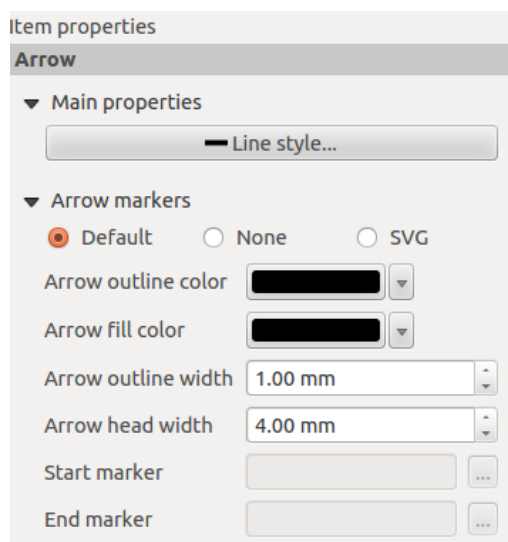 Item properties
Arrow
Main properties
Line style...
Arrow markers
Default None SVG
Arrow outline color
Arrow fill color
Arrow outline width 1.00 mm
Arrow head width 4.00 mm
Start marker ...
End marker ...